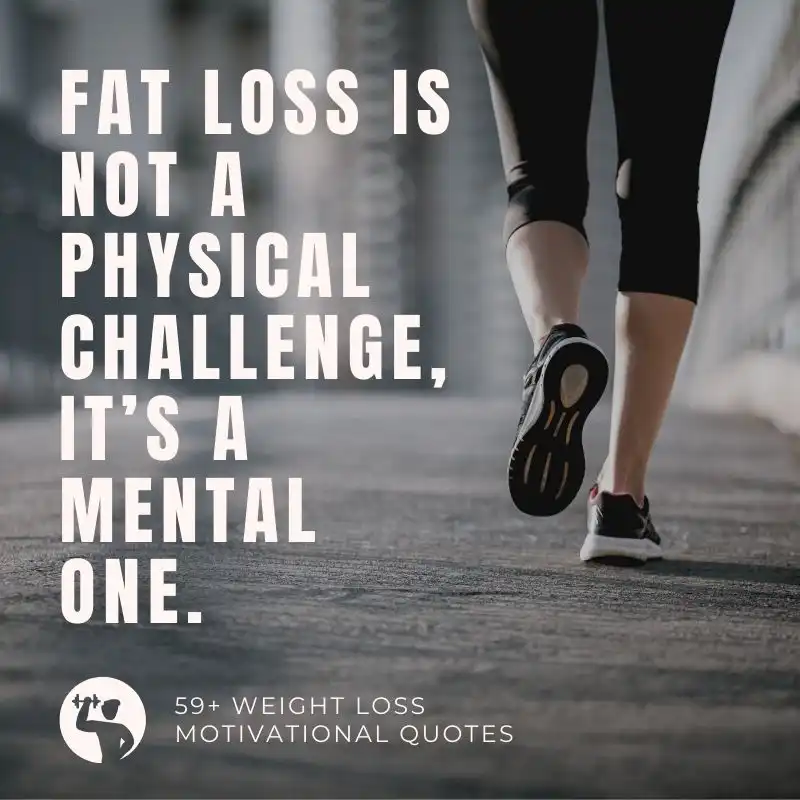 FAT LOSS IS
NOT A
PHYSICAL
CHALLENGE,
IT’S A
MENTAL
ONE.
59+ WEIGHT LOSS
MOTIVATIONAL QUOTES